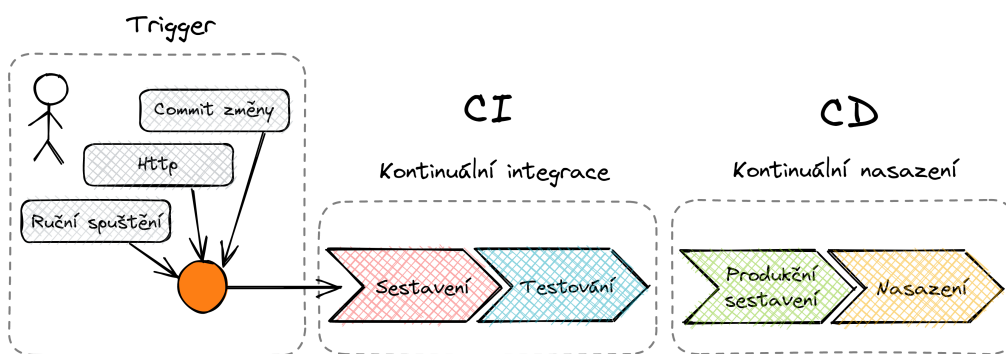 Trigger
Commit změny
Http
Ruční spuštění
CI
Kontinuální integrace
Sestavení
Testování
CD
Kontinuální nasazení
Produkční
sestavení
Nasazení